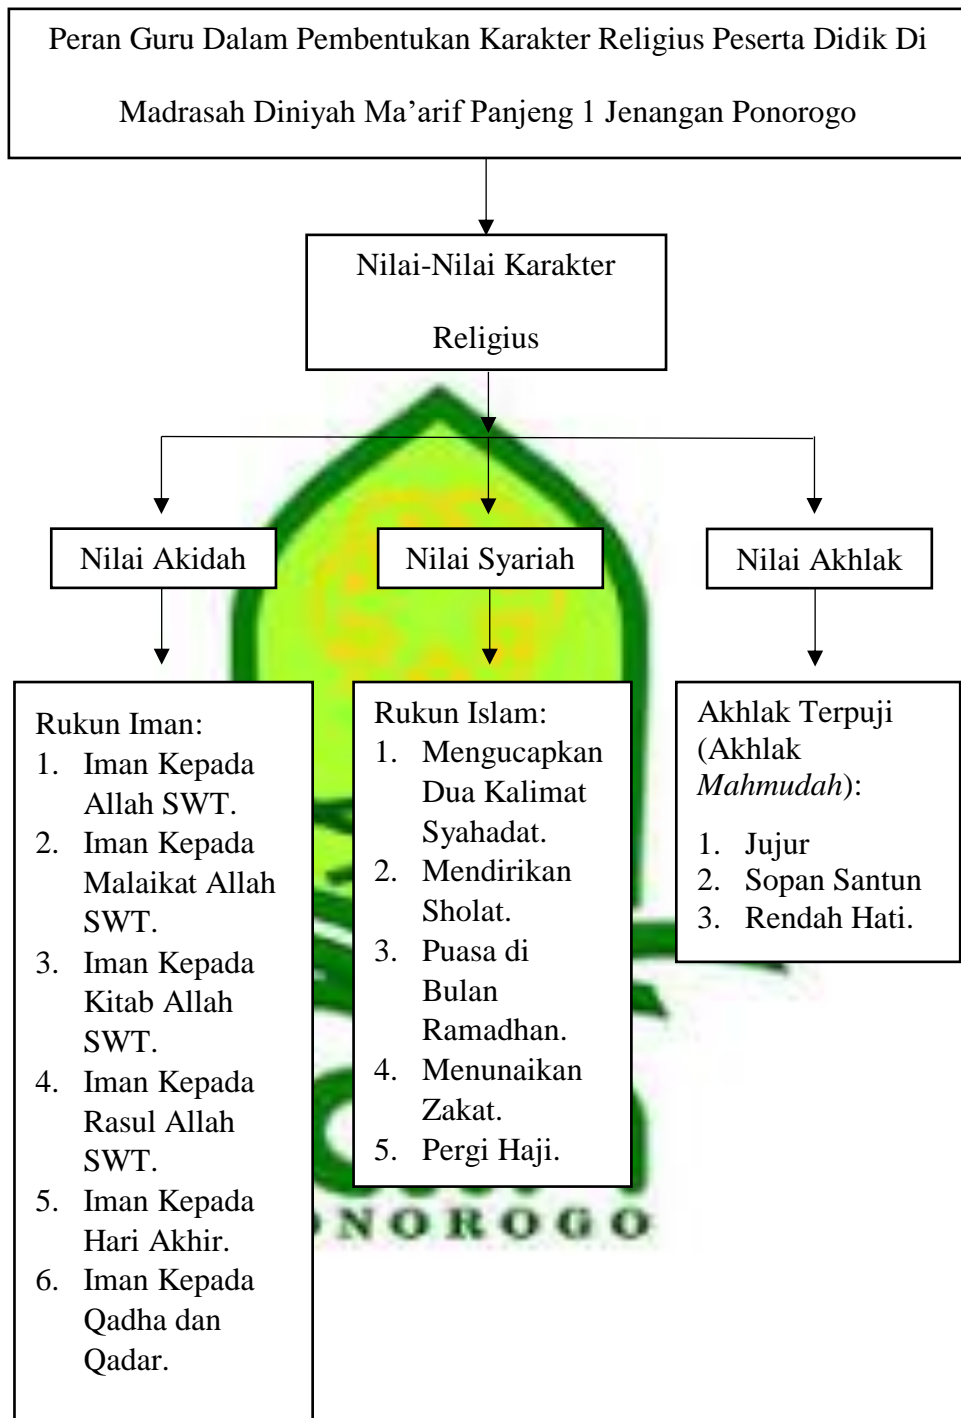 Peran Guru Dalam Pembentukan Karakter Religius Peserta Didik Di
Madrasah Diniyah Ma’arif Panjeng 1 Jenangan Ponorogo
Nilai-Nilai Karakter
Religius
Nilai Akidah
Nilai Syariah
Nilai Akhlak
Rukun Iman:
1. Iman Kepada
Allah SWT.
2. Iman Kepada
Malaikat Allah
SWT.
3. Iman Kepada
Kitab Allah
SWT.
4. Iman Kepada
Rasul Allah
SWT.
5. Iman Kepada
Hari Akhir.
6. Iman Kepada
Qadha dan
Qadar.
Rukun Islam:
1. Mengucapkan
Dua Kalimat
Syahadat.
2. Mendirikan
Sholat.
3. Puasa di
Bulan
Ramadhan.
4. Menunaikan
Zakat.
5. Pergi Haji.
Akhlak Terpuji
(Akhlak
Mahmudah):
1. Jujur
2. Sopan Santun
3. Rendah Hati.
ONOROGO